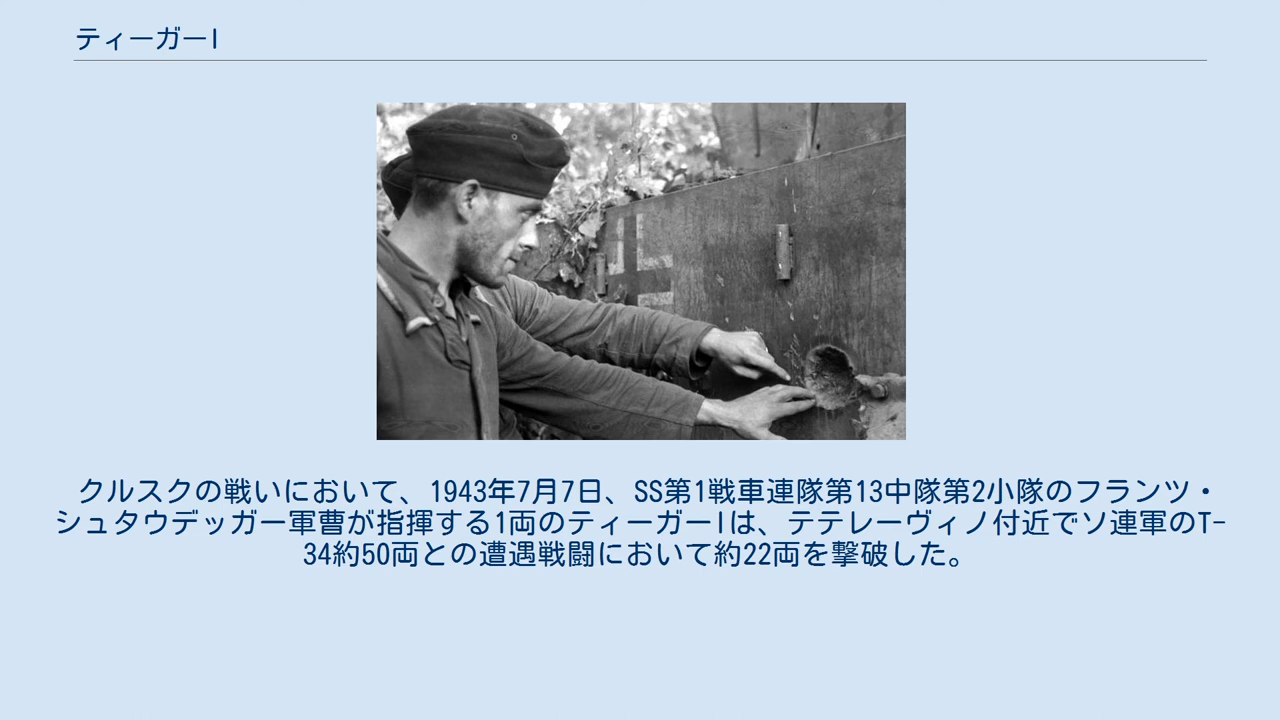 ティーガーI
クルスクの戦いにおいて、1943年7月7日、SS第1戦車連隊第13中隊第2小隊のフランツ・
シュタウデッガー軍曹が指揮する1両のティーガーIは、テテレーヴィノ付近でソ連軍のT-
34約50両との遭遇戦闘において約22両を撃破した。